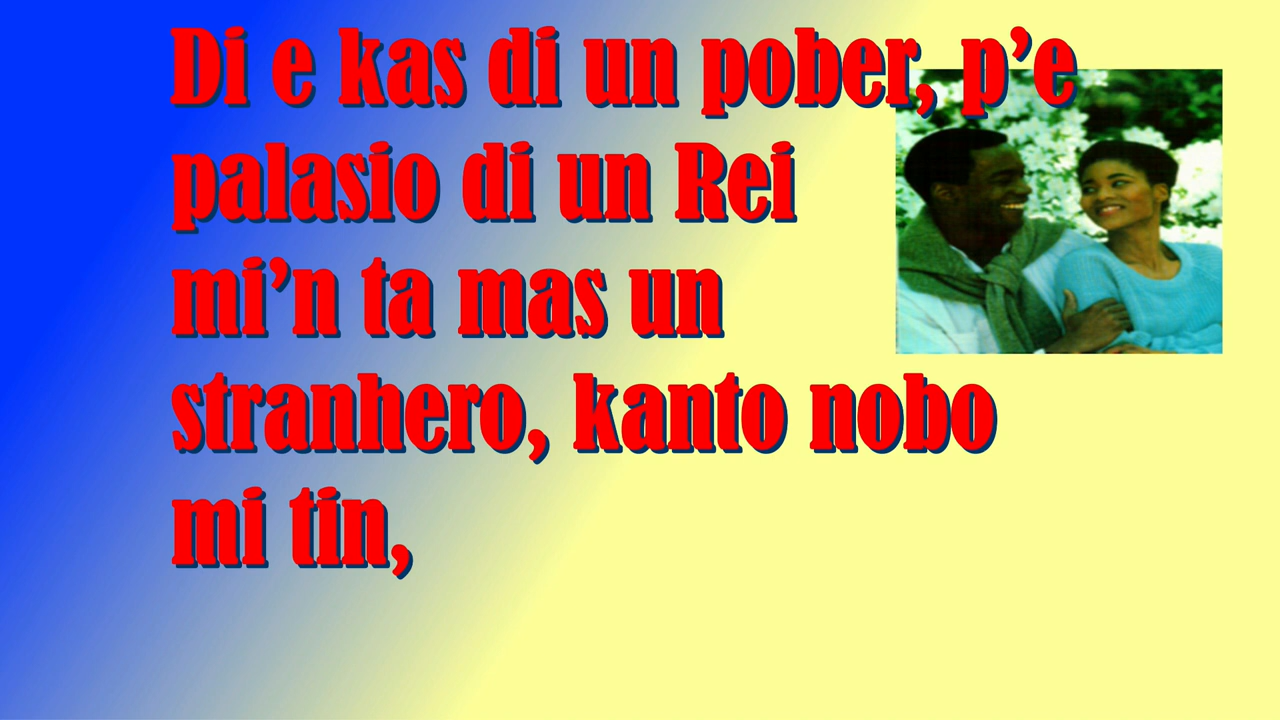 Di e kas di un pober, p’e
palasio di un Rei
mi’n ta mas un
stranhero, kanto nobo
mi tin,